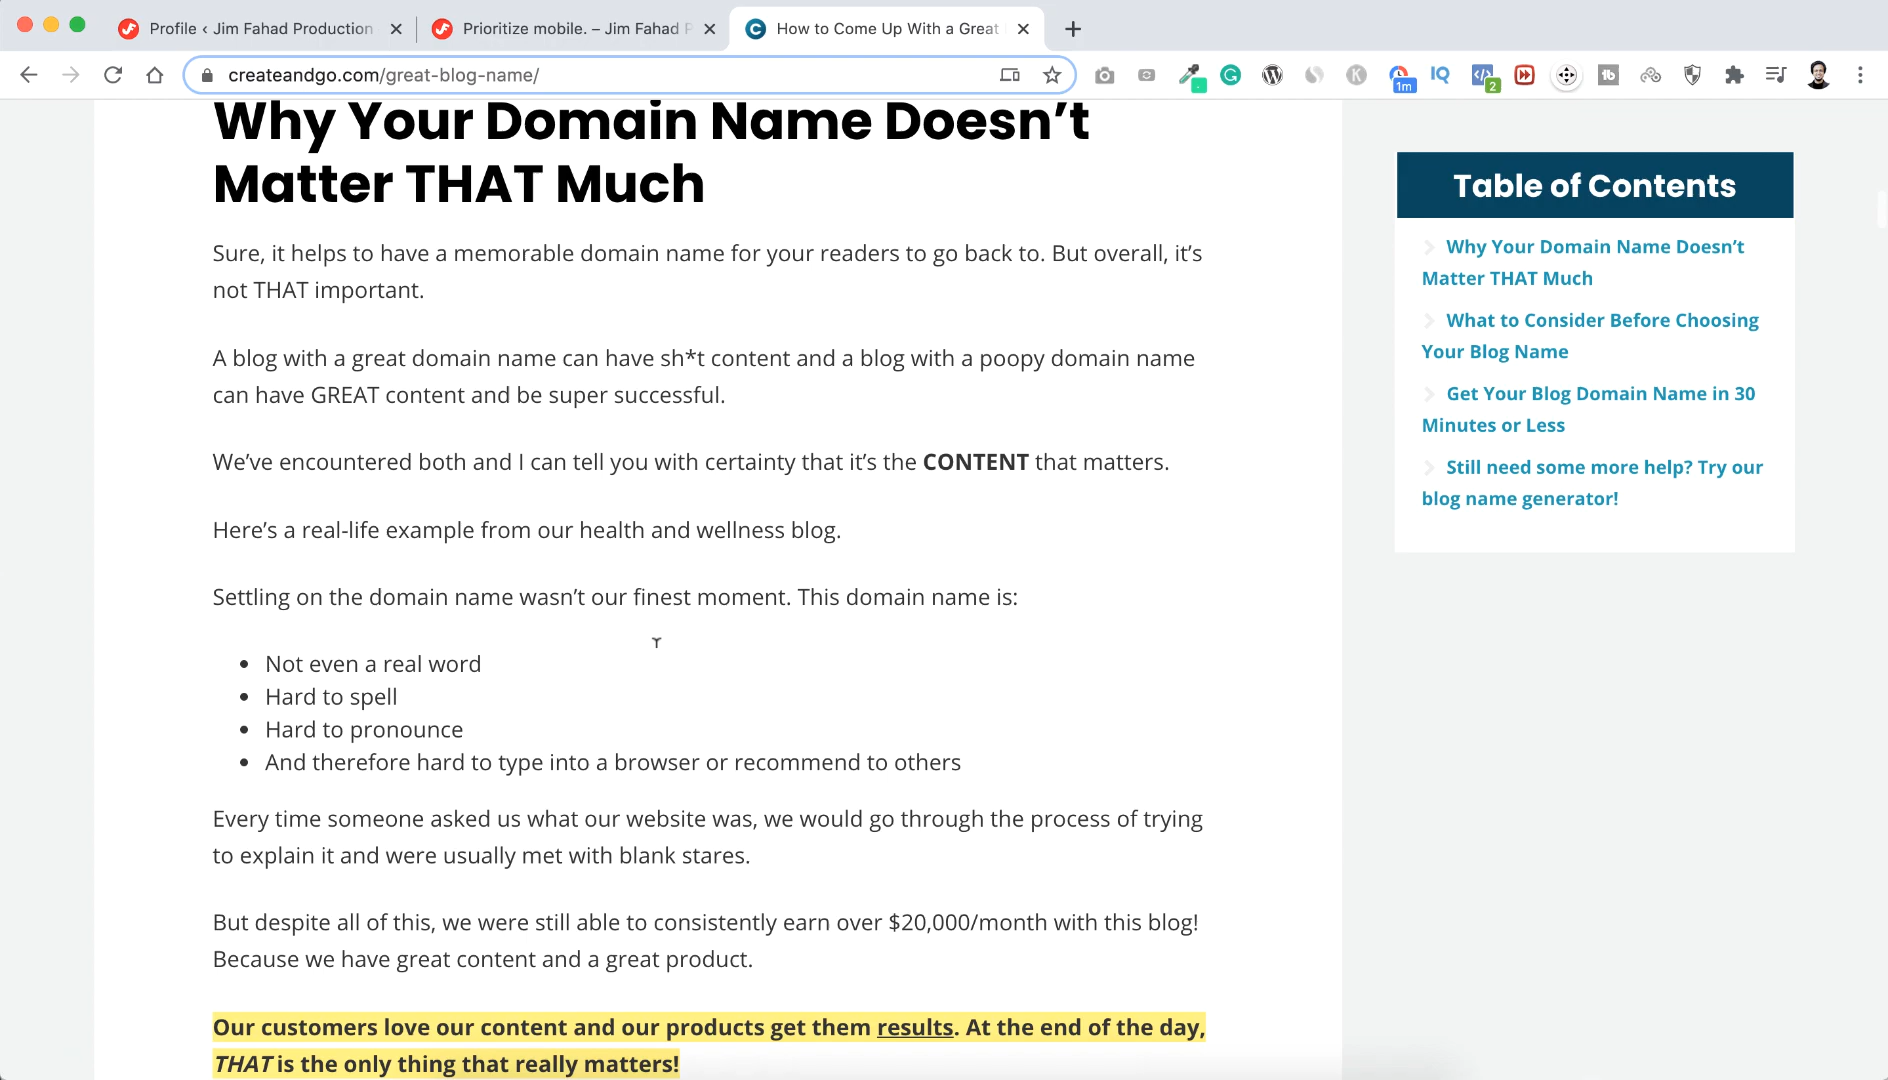 Profile ‹ Jim Fahad Production
Prioritize mobile. – Jim Fahad P
How to Come Up With a Great
createandgo.com/great-blog-name/
1m
IQ
2
Why Your Domain Name Doesn’t
Matter THAT Much
Sure, it helps to have a memorable domain name for your readers to go back to. But overall, it’s
not THAT important.
A blog with a great domain name can have sh*t content and a blog with a poopy domain name
can have GREAT content and be super successful.
We’ve encountered both and I can tell you with certainty that it’s the CONTENT that matters.
Here’s a real-life example from our health and wellness blog.
Settling on the domain name wasn’t our finest moment. This domain name is:
• Not even a real word
• Hard to spell
• Hard to pronounce
• And therefore hard to type into a browser or recommend to others
Every time someone asked us what our website was, we would go through the process of trying
to explain it and were usually met with blank stares.
But despite all of this, we were still able to consistently earn over $20,000/month with this blog!
Because we have great content and a great product.
Our customers love our content and our products get them results. At the end of the day,
THAT is the only thing that really matters!
Table of Contents
Why Your Domain Name Doesn’t
Matter THAT Much
What to Consider Before Choosing
Your Blog Name
Get Your Blog Domain Name in 30
Minutes or Less
Still need some more help? Try our
blog name generator!